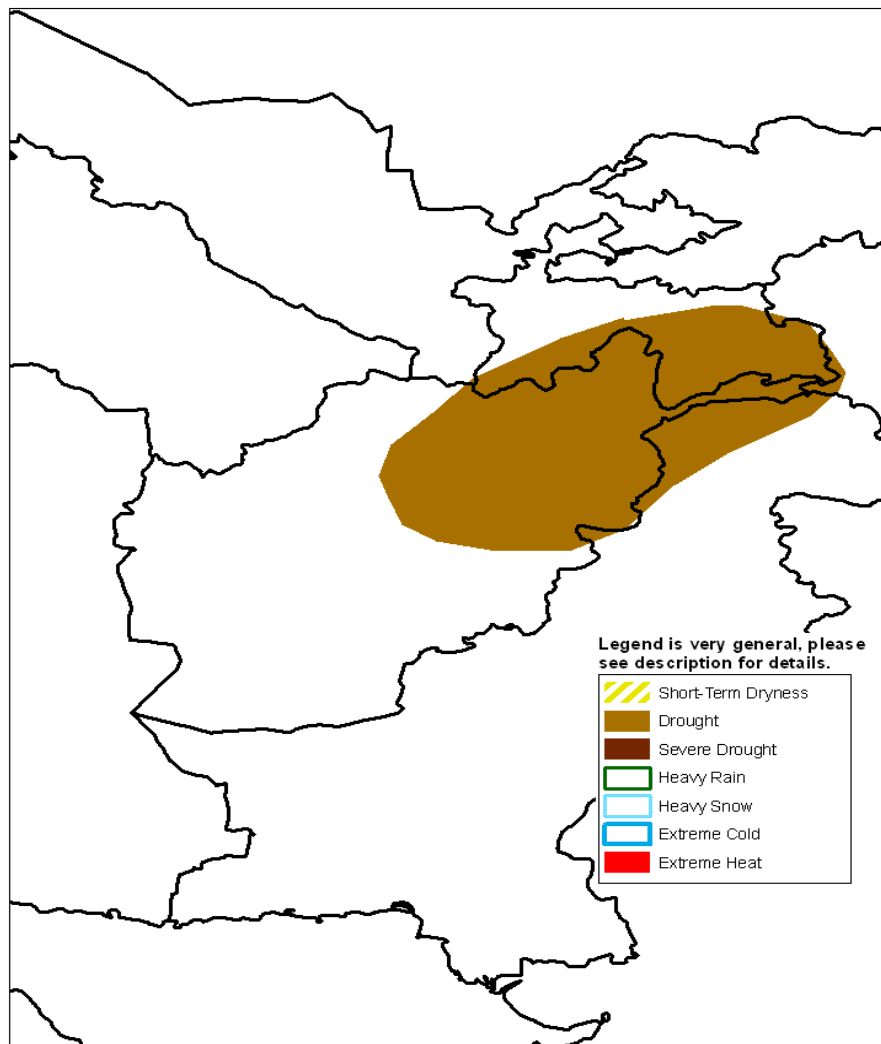 Legend is very general, please
see description for details.
Short-Term Dryness
Drought
Severe Drought
Heavy Rain
Heavy Snow
Extreme Cold
Extreme Heat